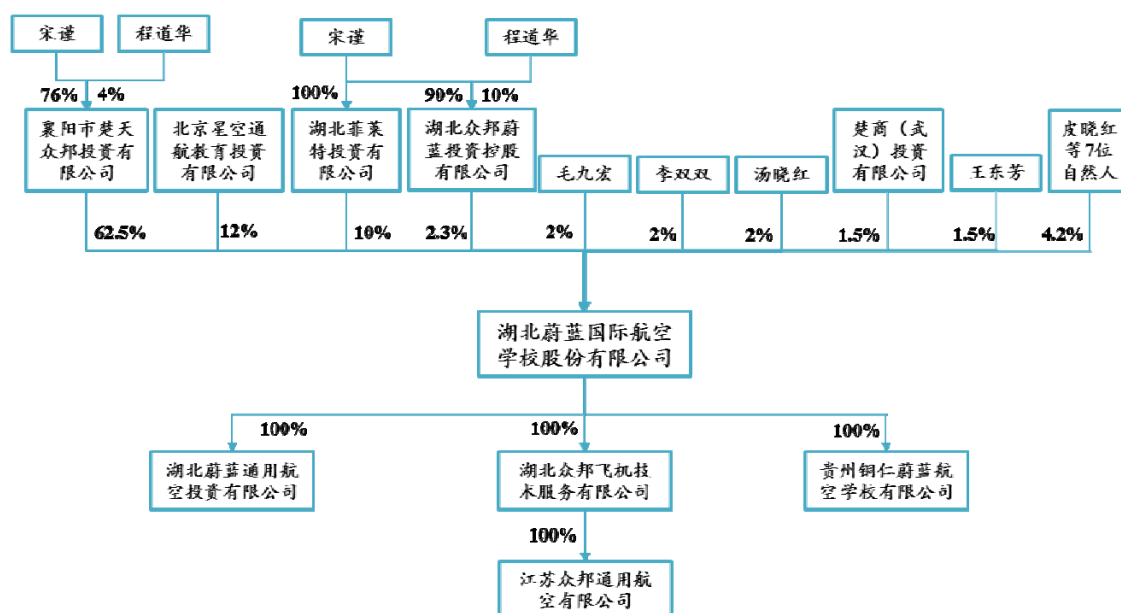 宋谨
程道华
宋谨
程道华
76%
4%
100%
90%
10%
襄阳市楚天
众邦投资有
限公司
北京星空通
航教育投资
有限公司
湖北菲莱
特投资有
限公司
湖北众邦蔚
蓝投资控股
有限公司
毛九宏
李双双
汤晓红
楚商（武
汉）投资
有限公司
王东芳
皮晓红
等7位
自然人
62.5%
12%
10%
2.3%
2%
2%
2%
1.5%
1.5%
4.2%
湖北蔚蓝国际航空
学校股份有限公司
100%
100%
100%
湖北蔚蓝通用航
空投资有限公司
湖北众邦飞机技
术服务有限公司
贵州铜仁蔚蓝航
空学校有限公司
100%
江苏众邦通用航
空有限公司